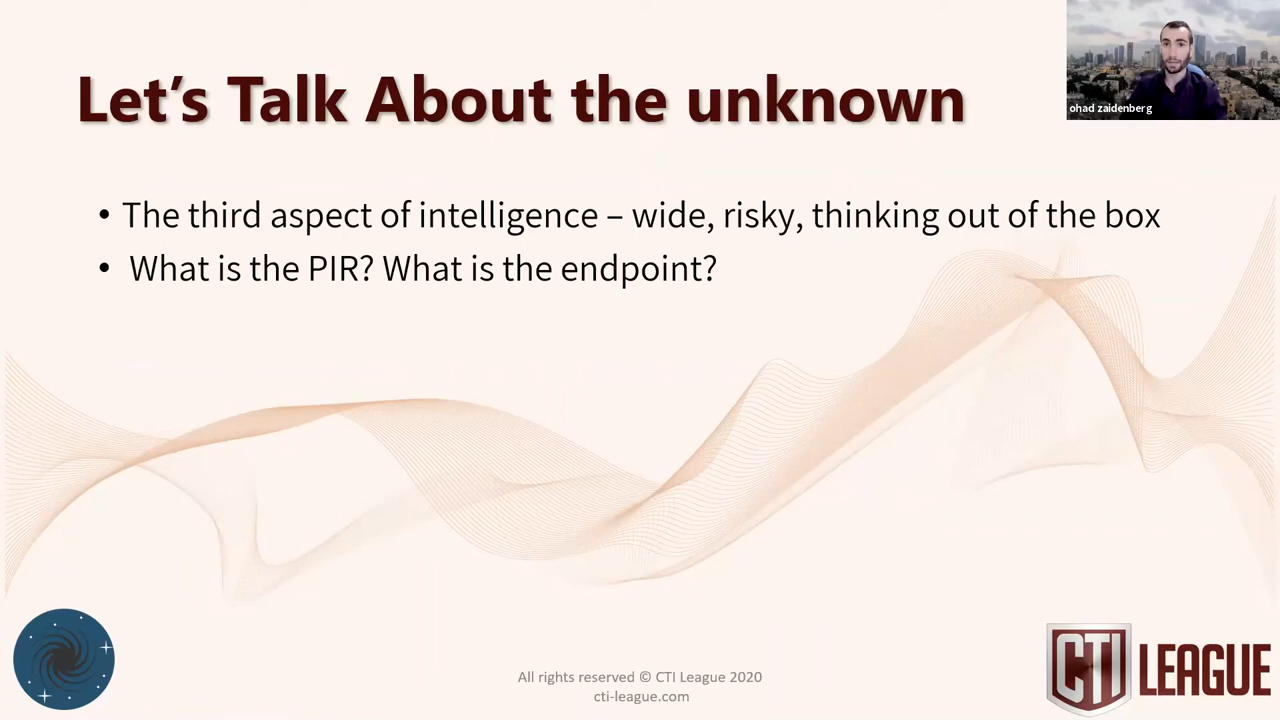 Let's Talk About the unknown
ohad zaidenberg
• The third aspect of intelligence – wide, risky, thinking out of the box
• What is the PIR? What is the endpoint?
All rights reserved © CTI League 2020
cti-league.com
CTI LEAGUE